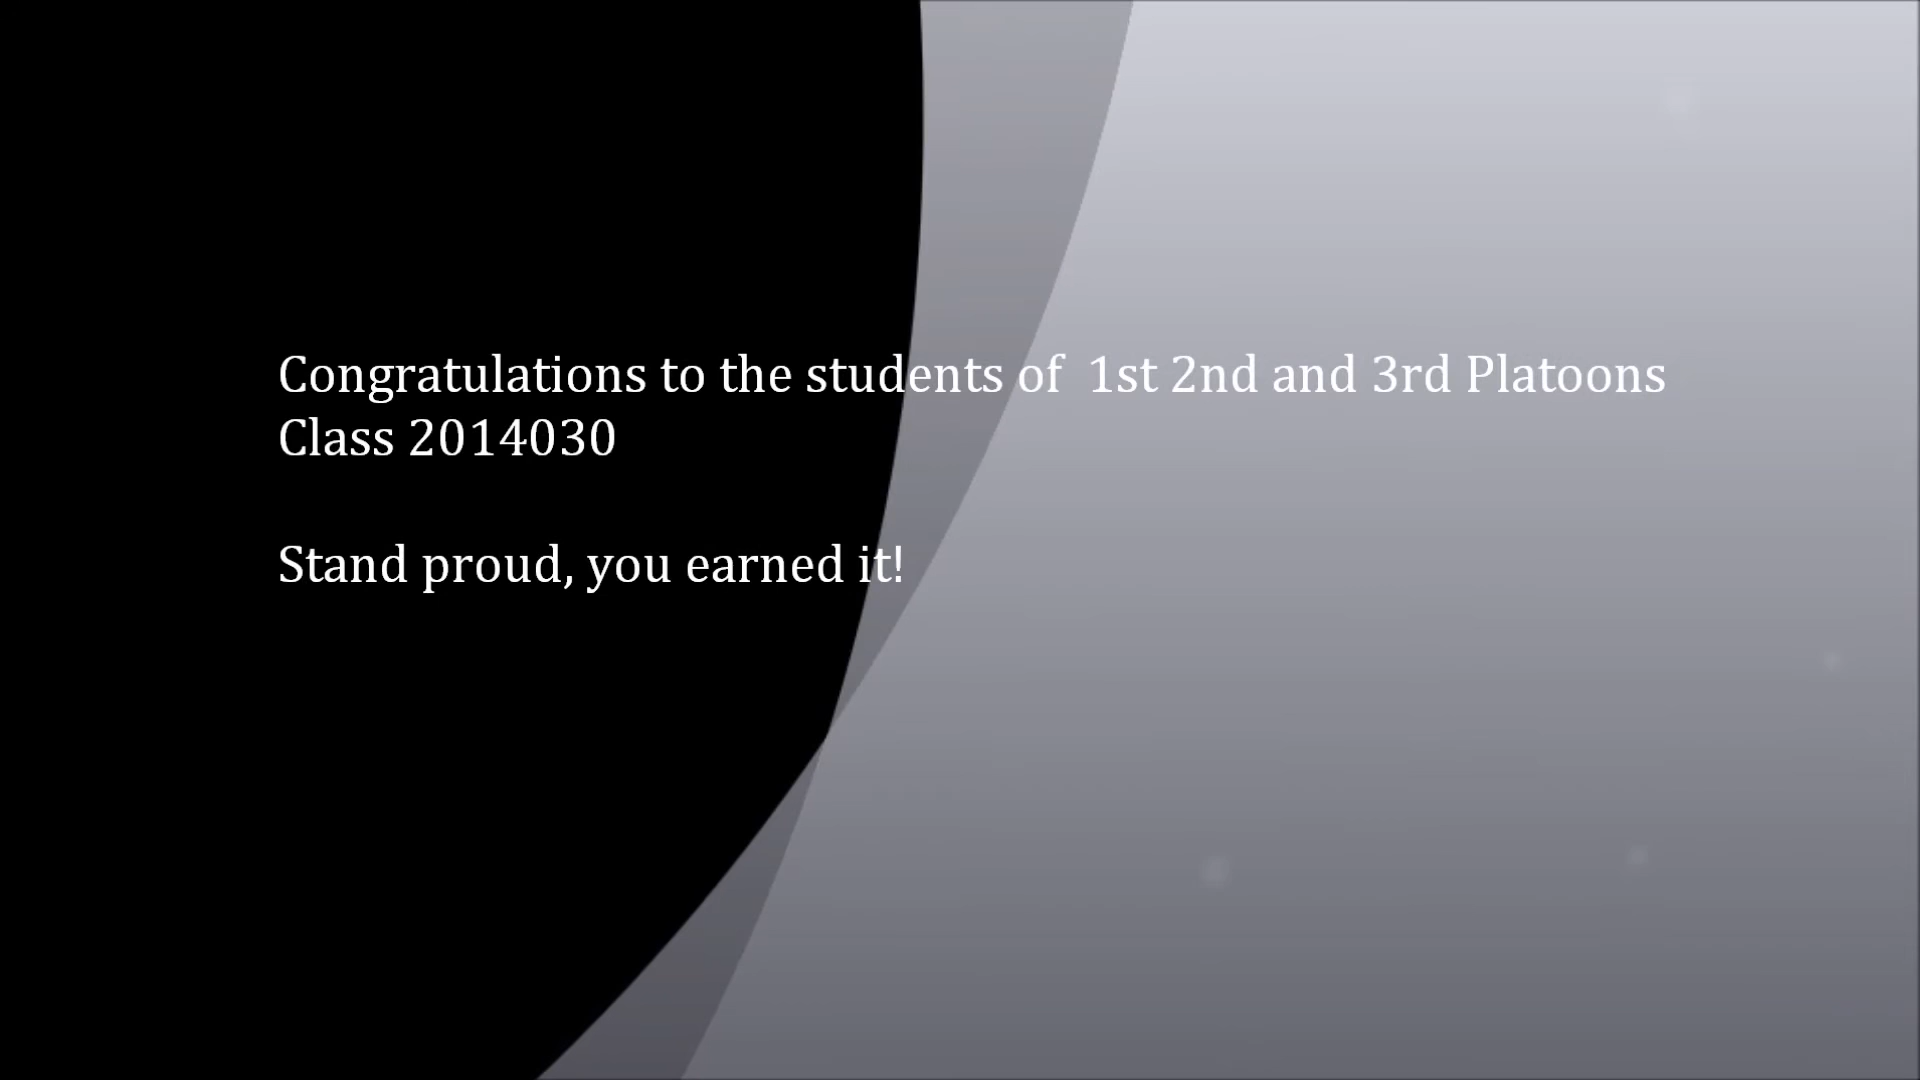 Congratulations to the students of  1st 2nd and 3rd Platoons
Class 2014030
Stand proud, you earned it!